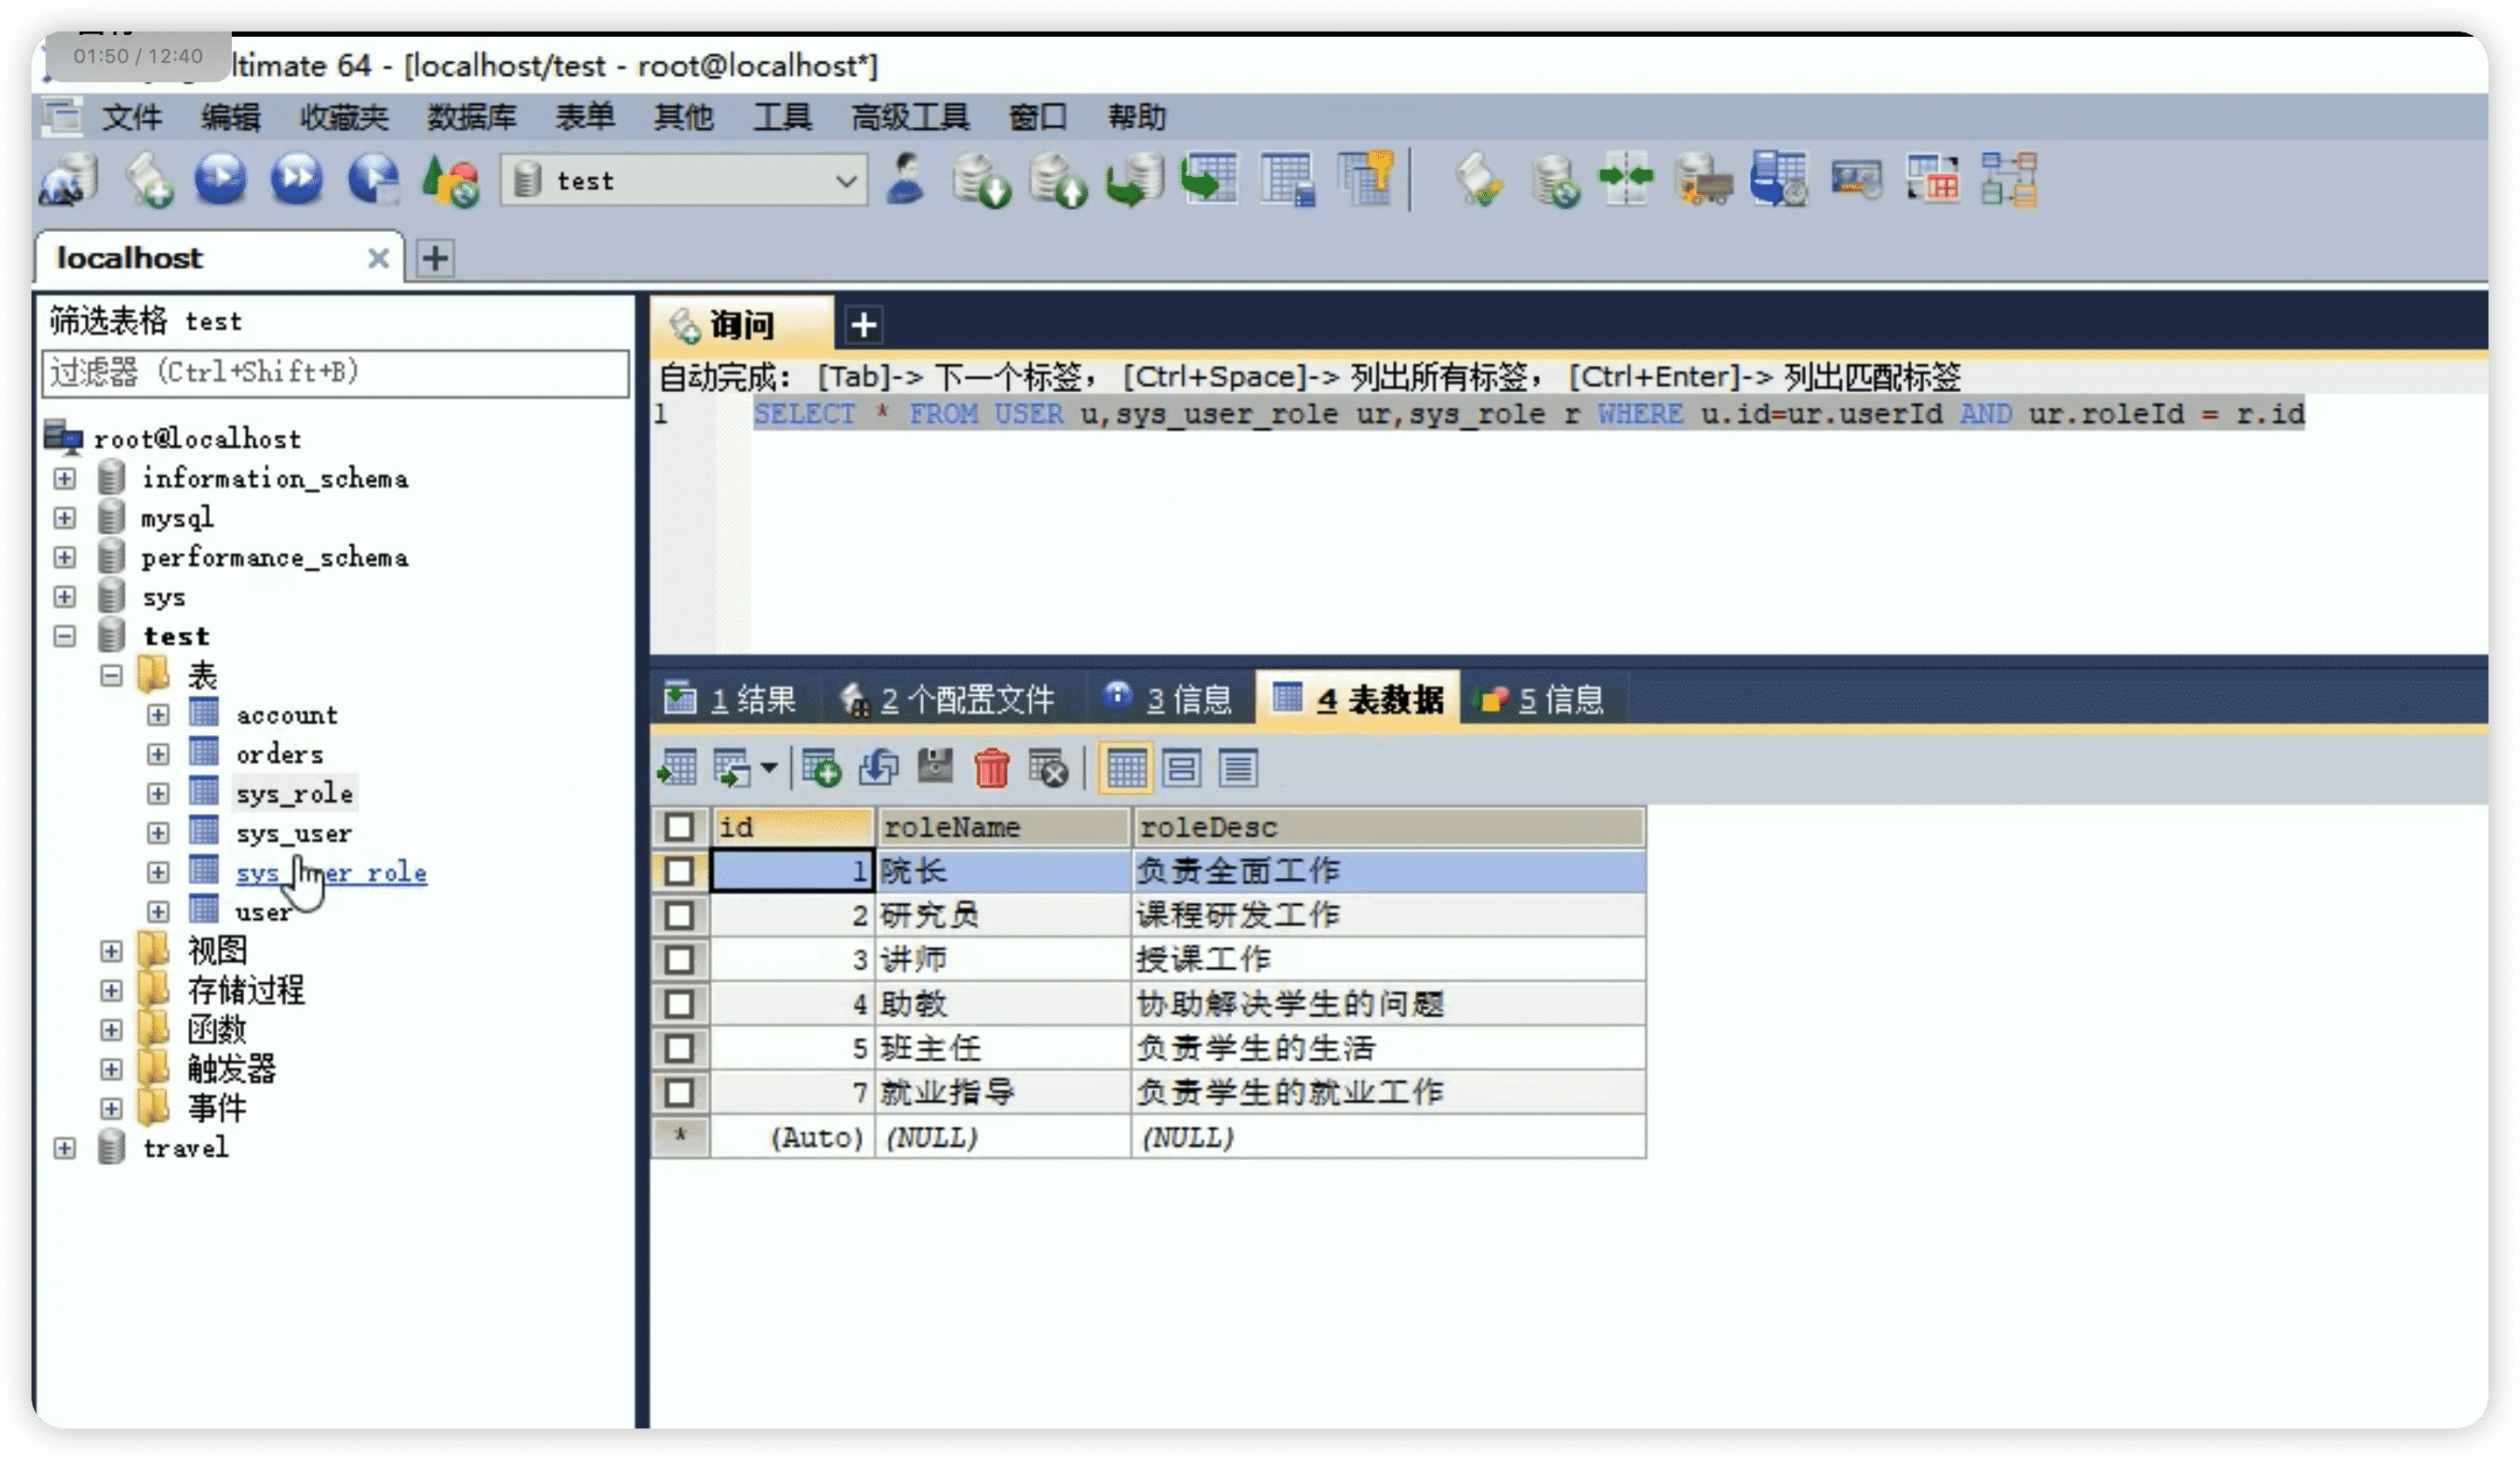 01:50 / 12:40
ltimate 64 - [localhost/test - root@localhost*]
文件 编辑 收藏夹 数据库 表单 其他 工具 高级工具 窗口 帮助
test
localhost
筛选表格 test
过滤器 (Ctrl+Shift+B)
root@localhost
information_schema
mysql
performance_schema
sys
test
表
account
orders
sys_role
sys_user
user
视图
存储过程
函数
触发器
事件
travel
询问
自动完成: [Tab]-> 下一个标签, [Ctrl+Space]-> 列出所有标签, [Ctrl+Enter]-> 列出匹配标签
1 SELECT * FROM USER u,sys_user_role ur,sys_role r WHERE u.id=ur.userId AND ur.roleId = r.id
1 结果 2 个配置文件 3 信息 4 表数据 5 信息
id roleName roleDesc
1 院长 负责全面工作
2 研究员 课程研发工作
3 讲师 授课工作
4 助教 协助解决学生的问题
5 班主任 负责学生的生活
7 就业指导 负责学生的就业工作
* (Auto) (NULL) (NULL)